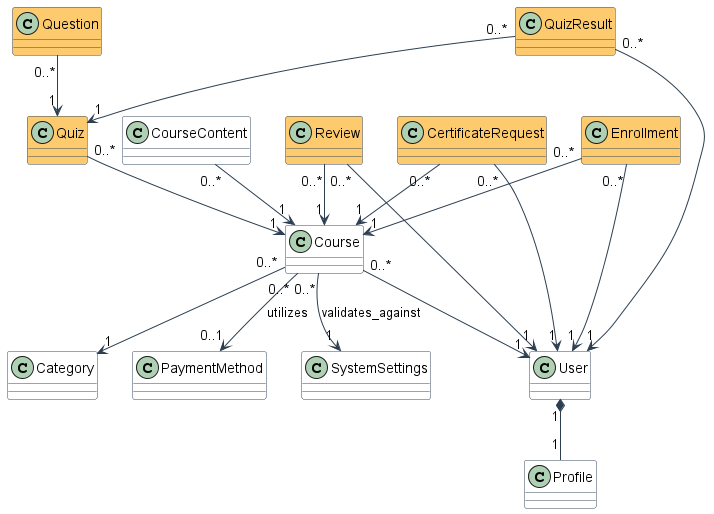 C Question
C QuizResult
0..*
0..*
0..*
1
1
C Quiz
C CourseContent
C Review
C CertificateRequest
C Enrollment
0..*
0..*
0..*
0..*
0..*
0..*
0..*
0..*
1
1
1
1
1
C Course
0..*
0..*
0..*
0..*
utilizes
validates_against
1
0..1
1
1
1
1
1
1
C Category
C PaymentMethod
C SystemSettings
C User
1
1
C Profile